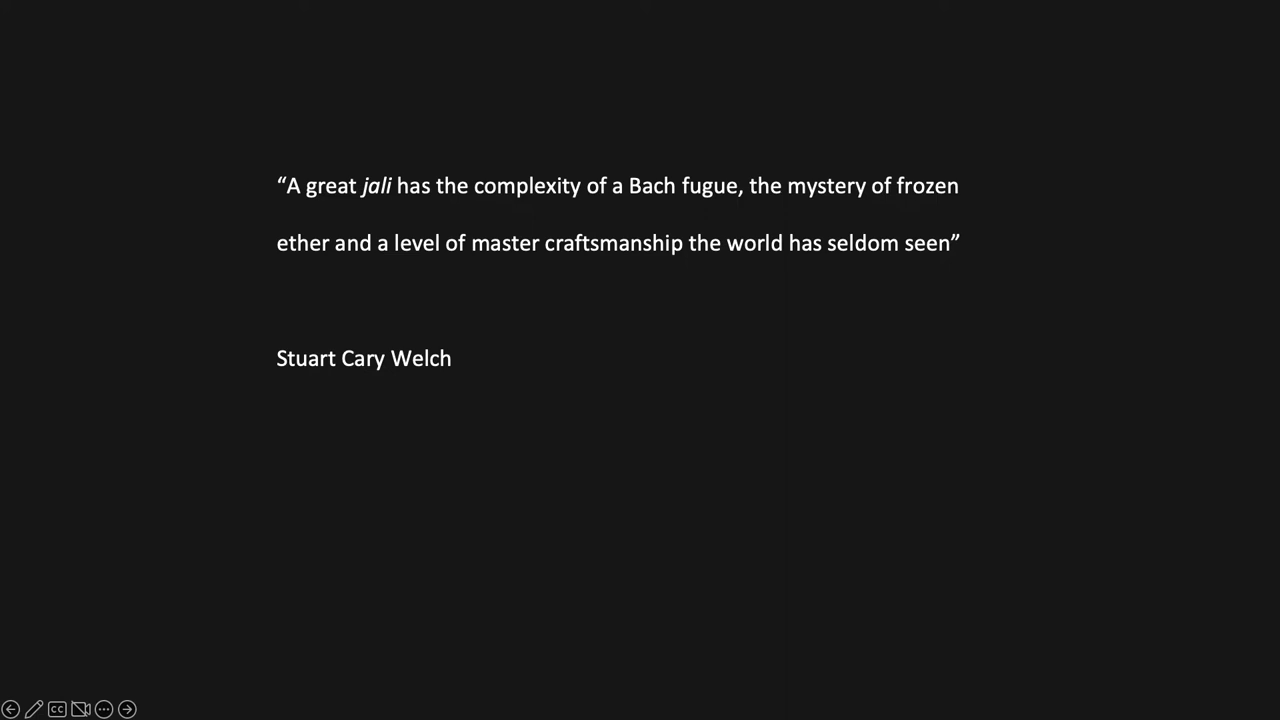 “A great jali has the complexity of a Bach fugue, the mystery of frozen
ether and a level of master craftsmanship the world has seldom seen”
Stuart Cary Welch
CC